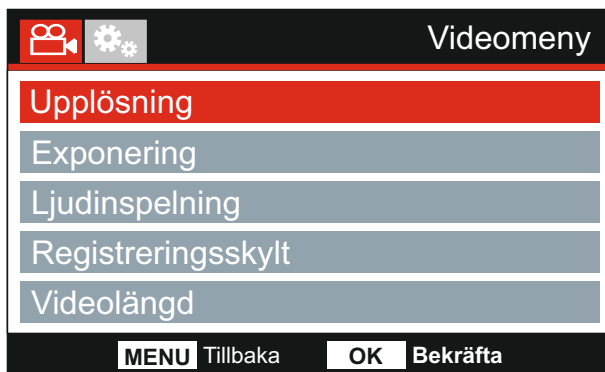 Videomeny
Upplösning
Exponering
Ljudinspelning
Registreringsskylt
Videolängd
MENU Tillbaka OK Bekräfta